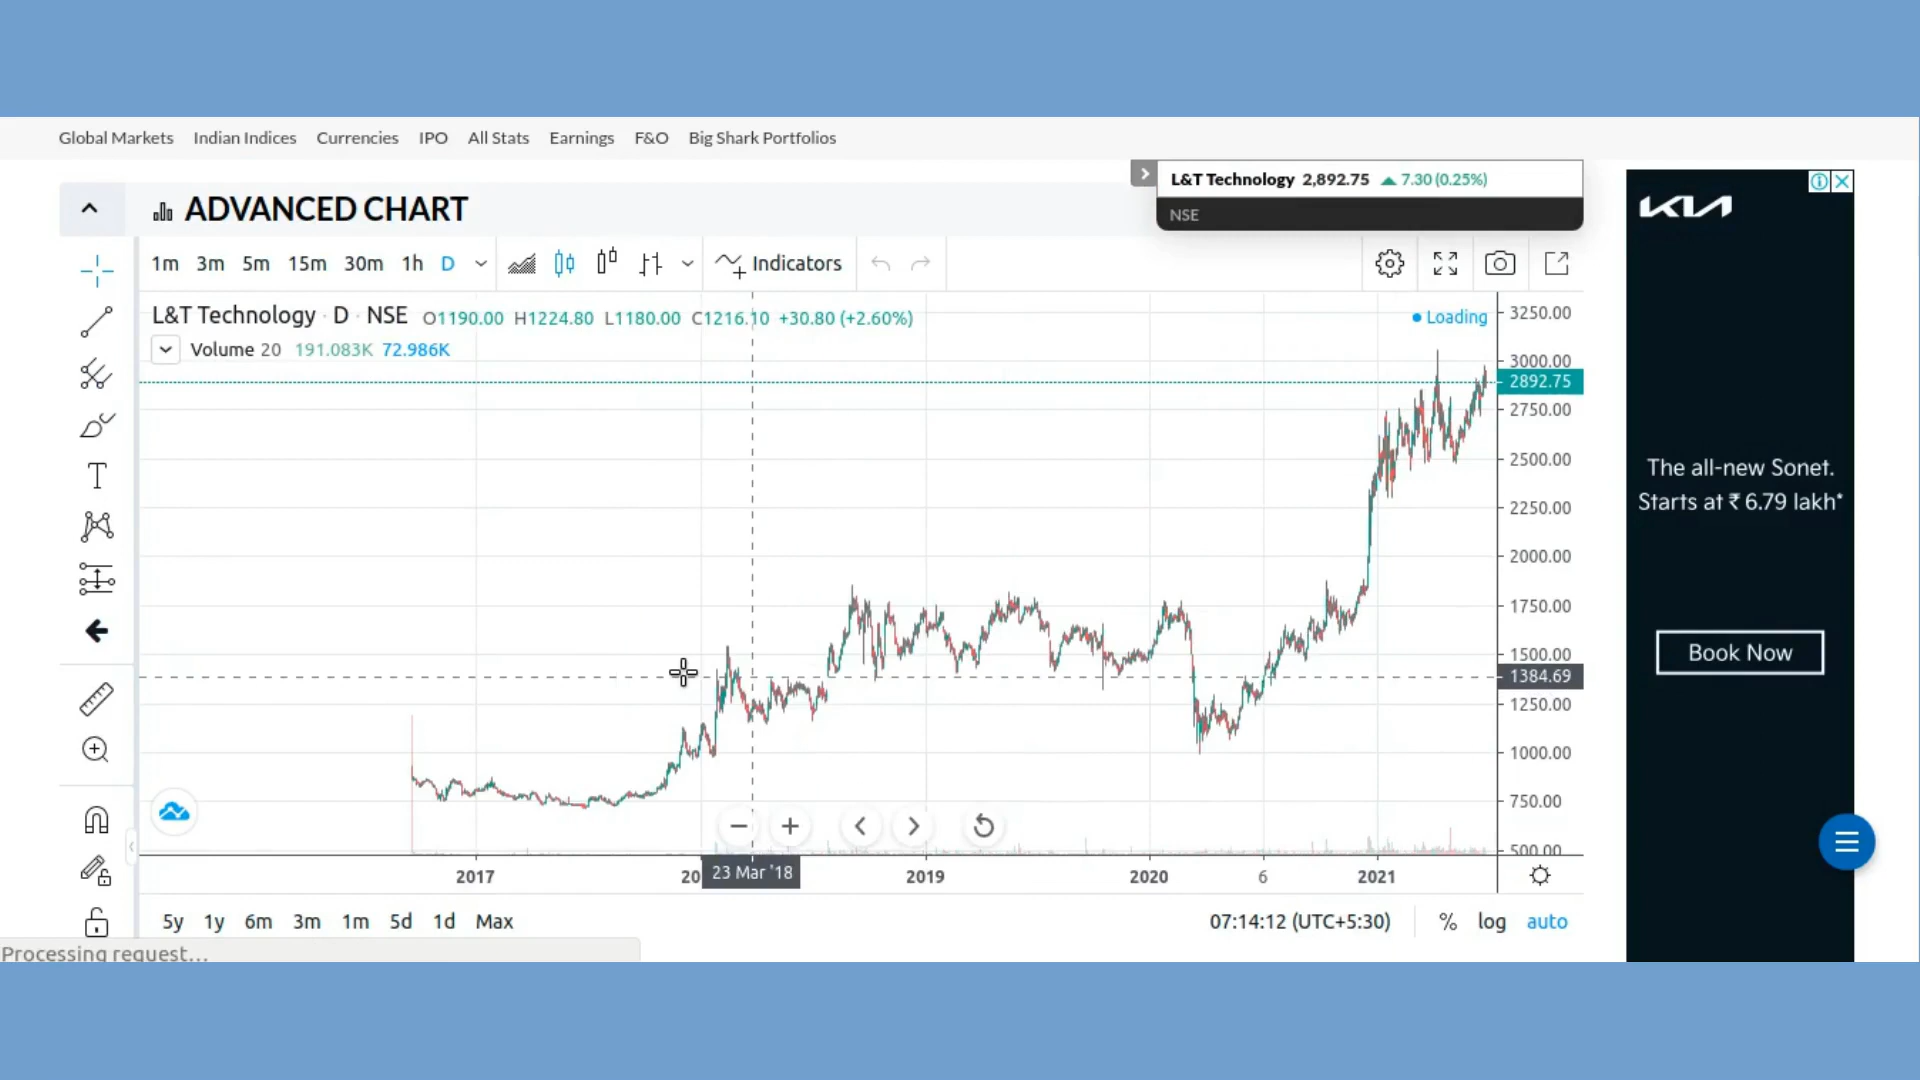 Global Markets Indian Indices Currencies IPO All Stats Earnings F&O Big Shark Portfolios
L&T Technology 2,892.75 7.30 (0.25%)
NSE
KIA
ADVANCED CHART
1m 3m 5m 15m 30m 1h D Indicators
L&T Technology · D · NSE O1190.00 H1224.80 L1180.00 C1216.10 +30.80 (+2.60%)
Loading
Volume 20 191.083K 72.986K
3250.00
3000.00
2892.75
2750.00
2500.00
2250.00
2000.00
1750.00
1500.00
1384.69
1250.00
1000.00
750.00
500.00
The all-new Sonet.
Starts at ₹ 6.79 lakh*
Book Now
2017 20 23 Mar '18 2019 2020 6 2021
5y 1y 6m 3m 1m 5d 1d Max 07:14:12 (UTC+5:30) % log auto
Processing request...